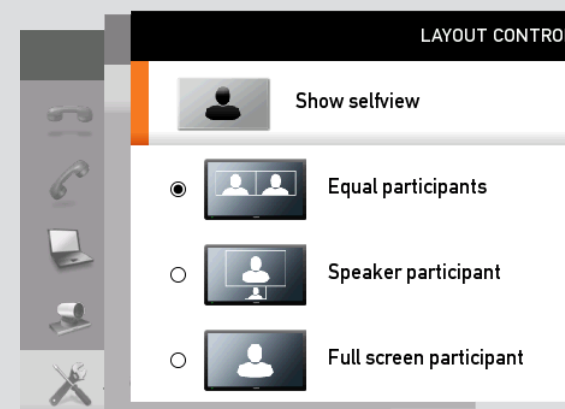 LAYOUT CONTRO
Show selfview
Equal participants
Speaker participant
Full screen participant